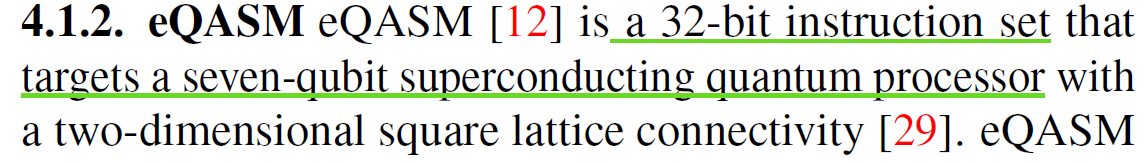 4.1.2. eQASM eQASM [12] is a 32-bit instruction set that
targets a seven-qubit superconducting quantum processor with
a two-dimensional square lattice connectivity [29]. eQASM